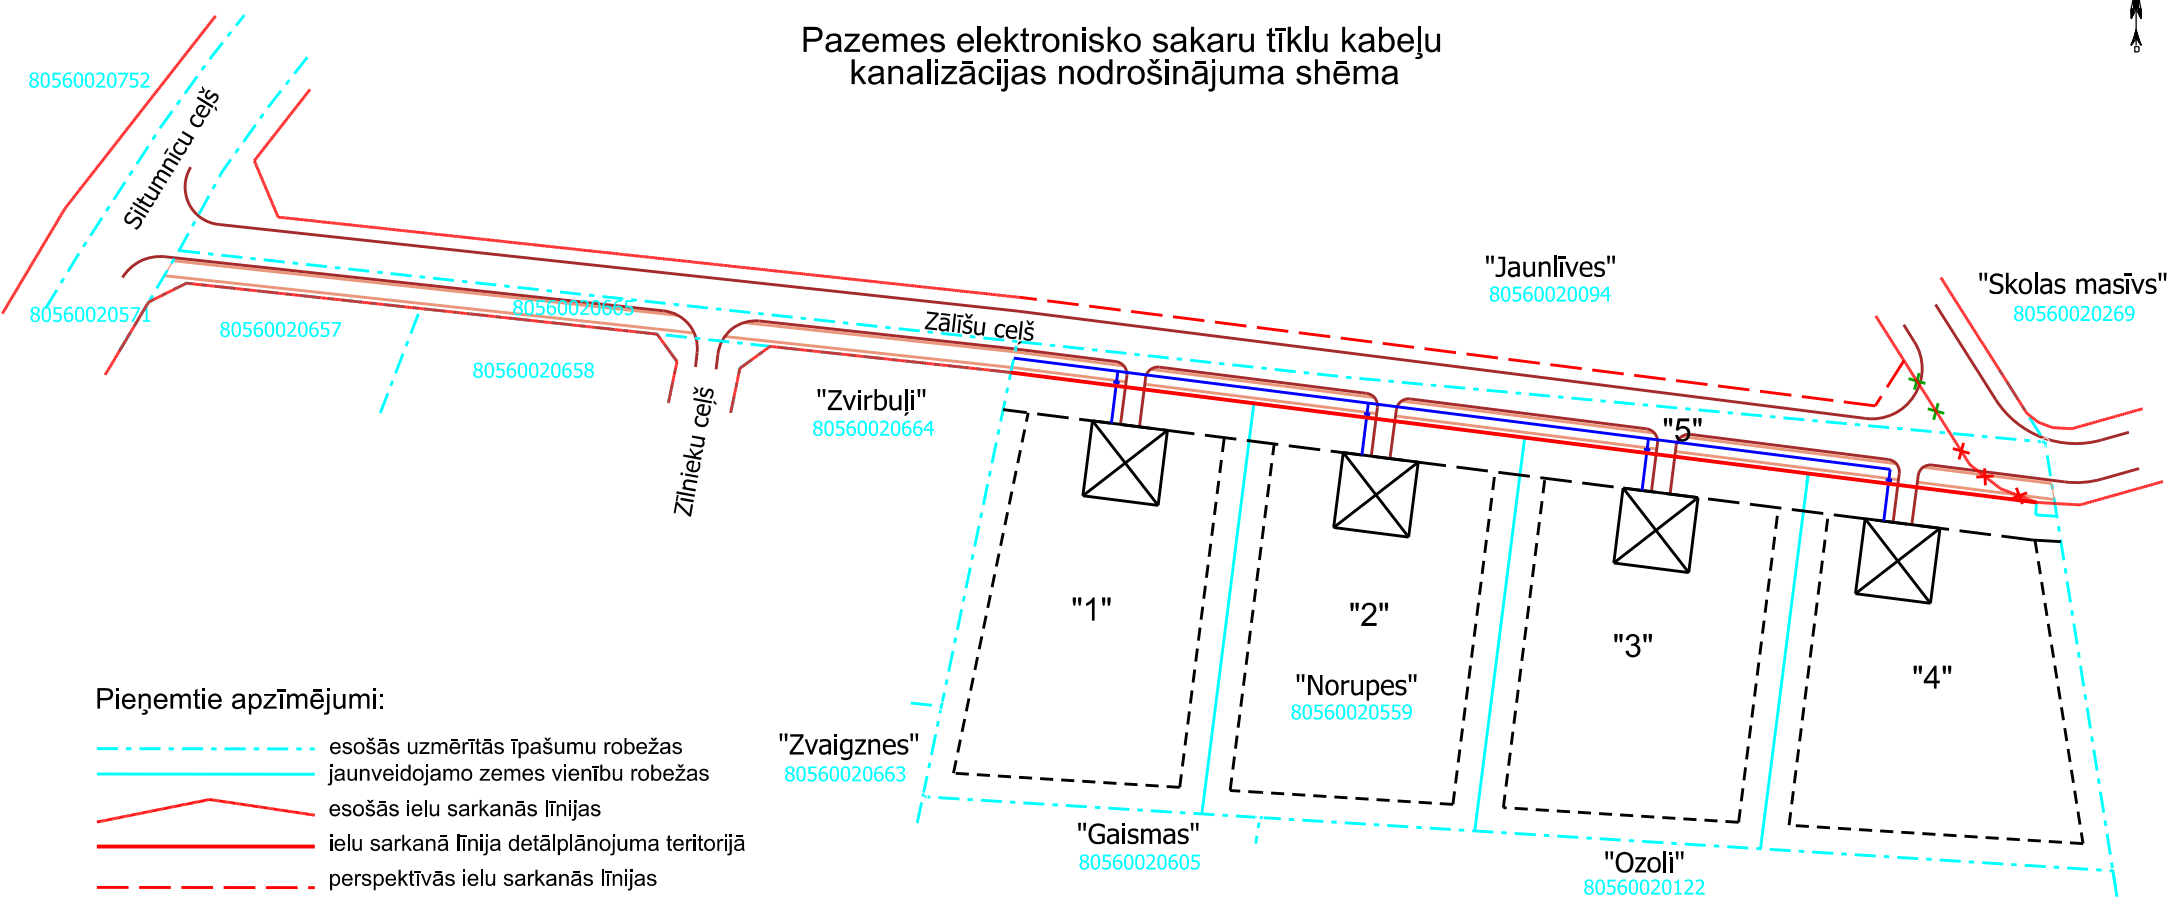 Pazemes elektronisko sakaru tīklu kabeļu
kanalizācijas nodrošinājuma shēma
80560020752
Siltumnīcu ceļš
"Jaunlīves"
80560020094
"Skolas masīvs"
80560020269
80560020571
80560020657
80560020665
Zālīšu ceļš
80560020658
Zīlnieku ceļš
"Zvirbuļi"
80560020664
"5"
"1"
"2"
"3"
"4"
"Norupes"
80560020559
"Zvaigznes"
80560020663
"Gaismas"
80560020605
"Ozoli"
80560020122
Pieņemtie apzīmējumi:
esošās uzmērītās īpašumu robežas
jaunveidojamo zemes vienību robežas
esošās ielu sarkanās līnijas
ielu sarkanā līnija detālplānojuma teritorijā
perspektīvās ielu sarkanās līnijas